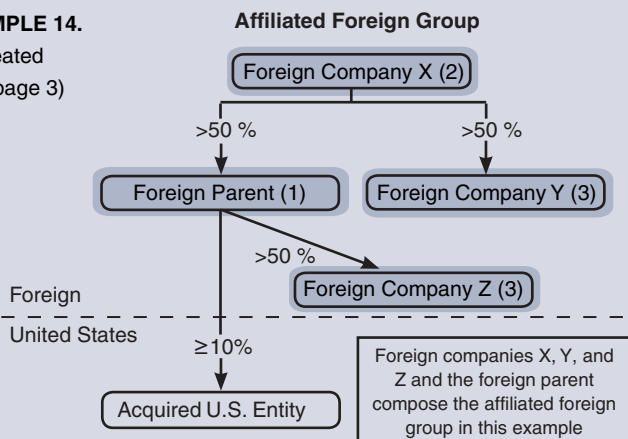 MPLE 14.
eated
page 3)
Affiliated Foreign Group
Foreign Company X (2)
>50 %
>50 %
Foreign Parent (1)
Foreign Company Y (3)
>50 %
Foreign Company Z (3)
Foreign
United States
≥10%
Acquired U.S. Entity
Foreign companies X, Y, and
Z and the foreign parent
compose the affiliated foreign
group in this example